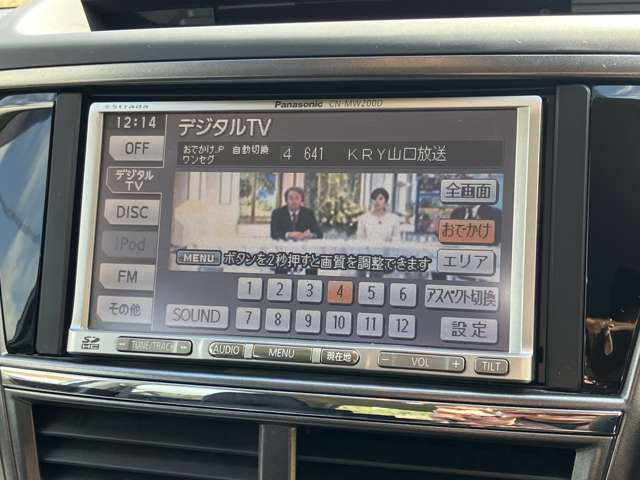 Strada
Panasonic CN-MW200D
12:14
デジタルTV
OFF
おでかけ.P 自動切換
ワンセグ
4 641 KRY山口放送
デジタル
TV
全画面
DISC
おでかけ
iPod
MENU ボタンを2秒押すと画質を調整できます
エリア
FM
1 2 3 4 5 6
アスペクト切換
その他
SOUND
7 8 9 10 11 12
設定
SD
HC
TUNE/TRACK
AUDIO
MENU
現在地
- VOL +
TILT